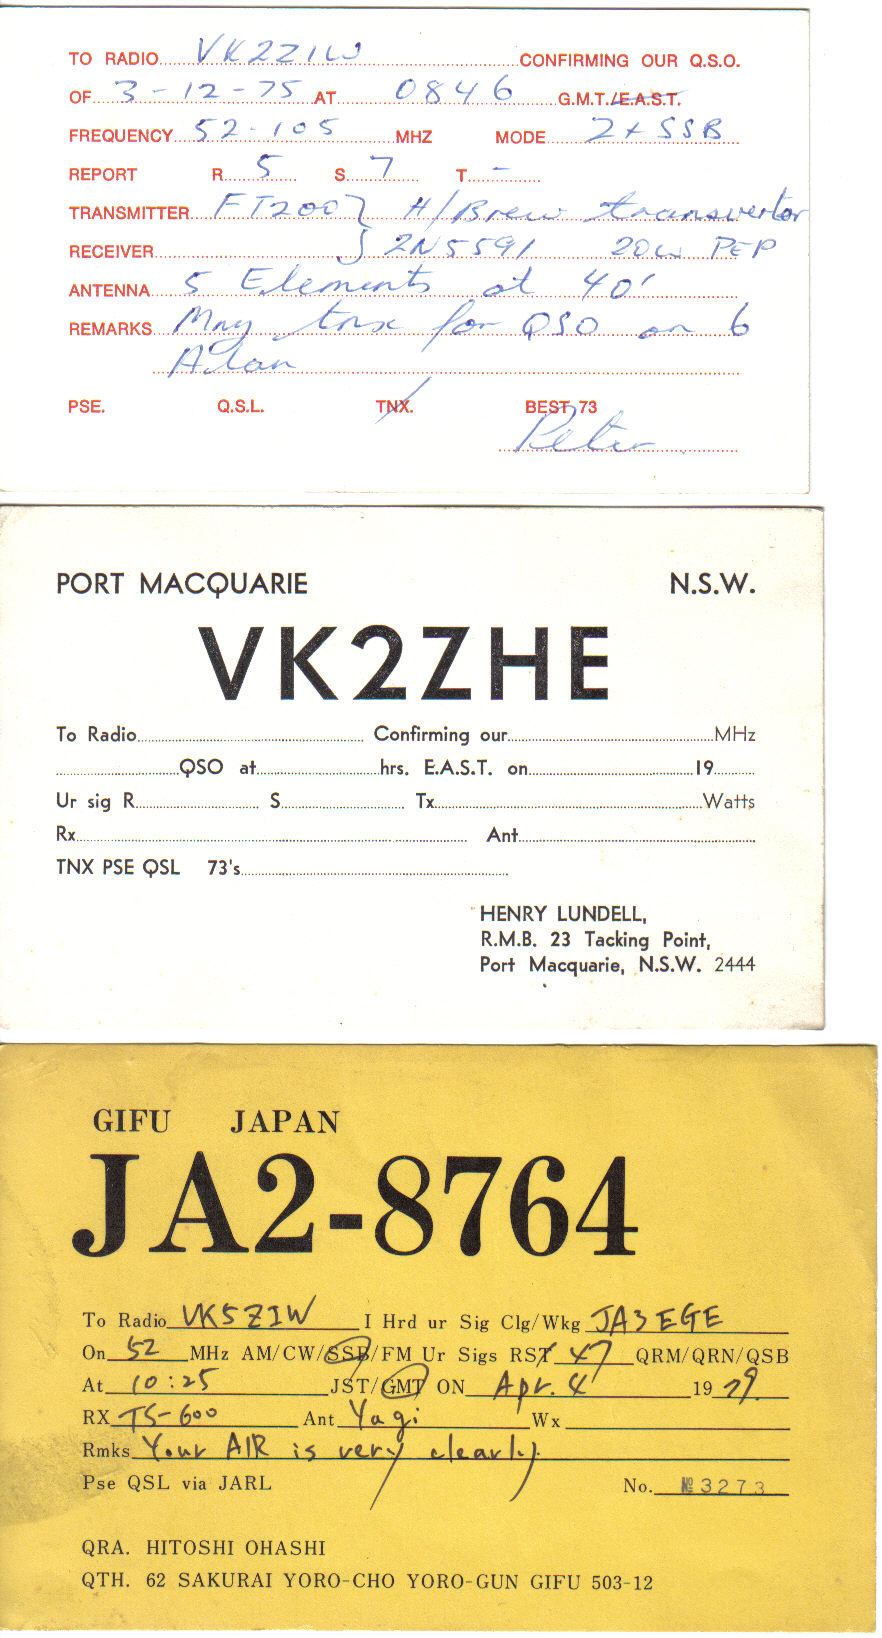 TO RADIO VK2ZIW CONFIRMING OUR Q.S.O.
OF 3-12-75 AT 0846 G.M.T./E.A.S.T.
FREQUENCY 52.105 MHZ MODE 2x SSB
REPORT R 5 S 7 T -
TRANSMITTER FT200 } H/Brew transvertor
RECEIVER 2N5591 20W PEP
ANTENNA 5 Elements at 40'
REMARKS Mny tnx for QSO on 6
Alan
PSE. Q.S.L. TNX. BEST 73
Peter
PORT MACQUARIE N.S.W.
VK2ZHE
To Radio Confirming our MHz
QSO at hrs. E.A.S.T. on 19
Ur sig R S Tx Watts
Rx Ant
TNX PSE QSL 73's
HENRY LUNDELL,
R.M.B. 23 Tacking Point,
Port Macquarie, N.S.W. 2444
GIFU JAPAN
JA2-8764
To Radio VK5ZIW I Hrd ur Sig Clg/Wkg JA3EGE
On 52 MHz AM/CW/SSB/FM Ur Sigs RST 47 QRM/QRN/QSB
At 10:25 JST/GMT ON Apr. 4 1979.
RX TS-600 Ant Yagi Wx
Rmks Your AIR is very clearly.
Pse QSL via JARL No. № 3273
QRA. HITOSHI OHASHI
QTH. 62 SAKURAI YORO-CHO YORO-GUN GIFU 503-12